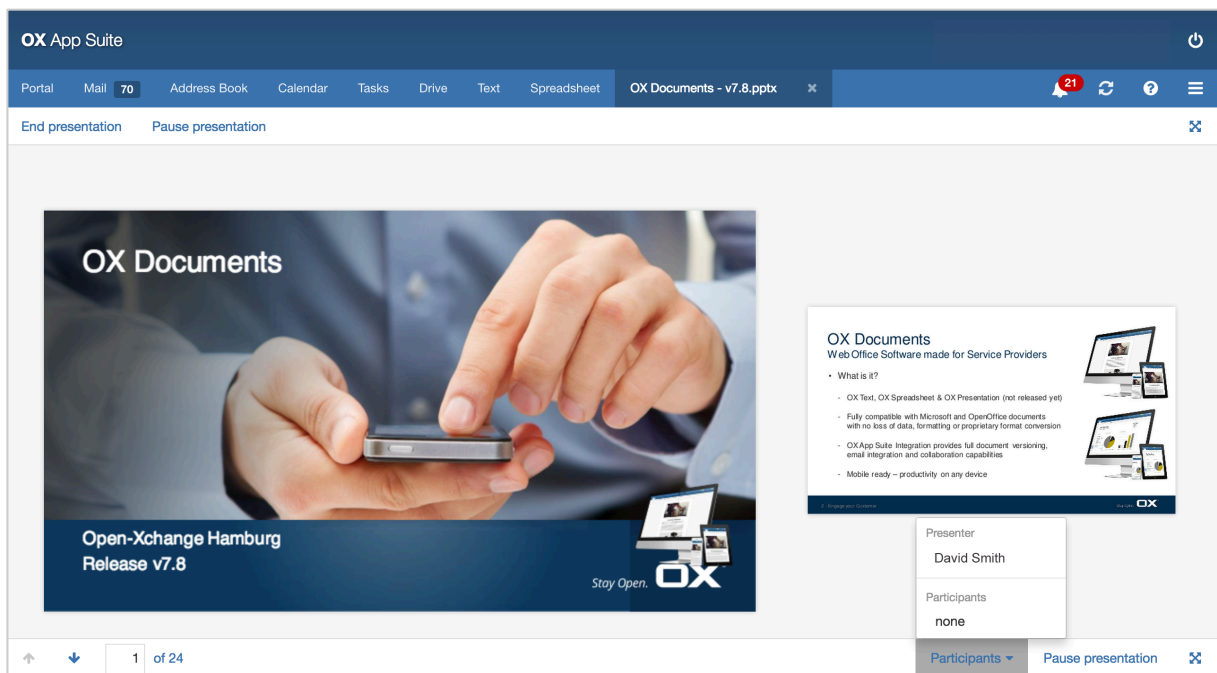 OX App Suite
Portal Mail 70 Address Book Calendar Tasks Drive Text Spreadsheet OX Documents - v7.8.pptx 21
End presentation Pause presentation
OX Documents
Open-Xchange Hamburg
Release v7.8
Stay Open. OX
OX Documents
Web Office Software made for Service Providers
• What is it?
- OX Text, OX Spreadsheet & OX Presentation (not released yet)
- Fully compatible with Microsoft and OpenOffice documents
with no loss of data, formatting or proprietary format conversion
- OX App Suite Integration provides full document versioning,
email integration and collaboration capabilities
- Mobile ready – productivity on any device
OX
Presenter
David Smith
Participants
none
1 of 24 Participants Pause presentation